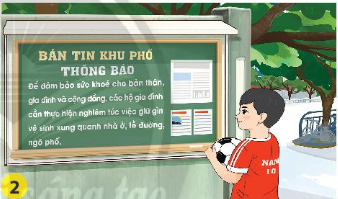 BẢN TIN KHU PHỐ
THÔNG BÁO
Để đảm bảo sức khoẻ cho bản thân,
gia đình và cộng đồng, các hộ gia đình
cần thực hiện nghiêm túc việc giữ gìn
vệ sinh xung quanh nhà ở, lề đường,
ngõ phố.
NAM
10
2